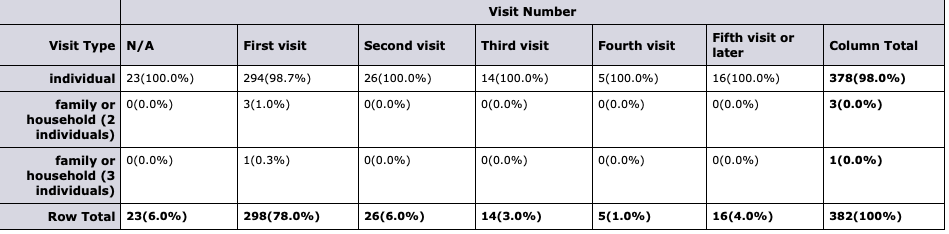 Visit Number
Visit Type N/A First visit Second visit Third visit Fourth visit Fifth visit or later Column Total
individual 23(100.0%) 294(98.7%) 26(100.0%) 14(100.0%) 5(100.0%) 16(100.0%) 378(98.0%)
family or household (2 individuals) 0(0.0%) 3(1.0%) 0(0.0%) 0(0.0%) 0(0.0%) 0(0.0%) 3(0.0%)
family or household (3 individuals) 0(0.0%) 1(0.3%) 0(0.0%) 0(0.0%) 0(0.0%) 0(0.0%) 1(0.0%)
Row Total 23(6.0%) 298(78.0%) 26(6.0%) 14(3.0%) 5(1.0%) 16(4.0%) 382(100%)